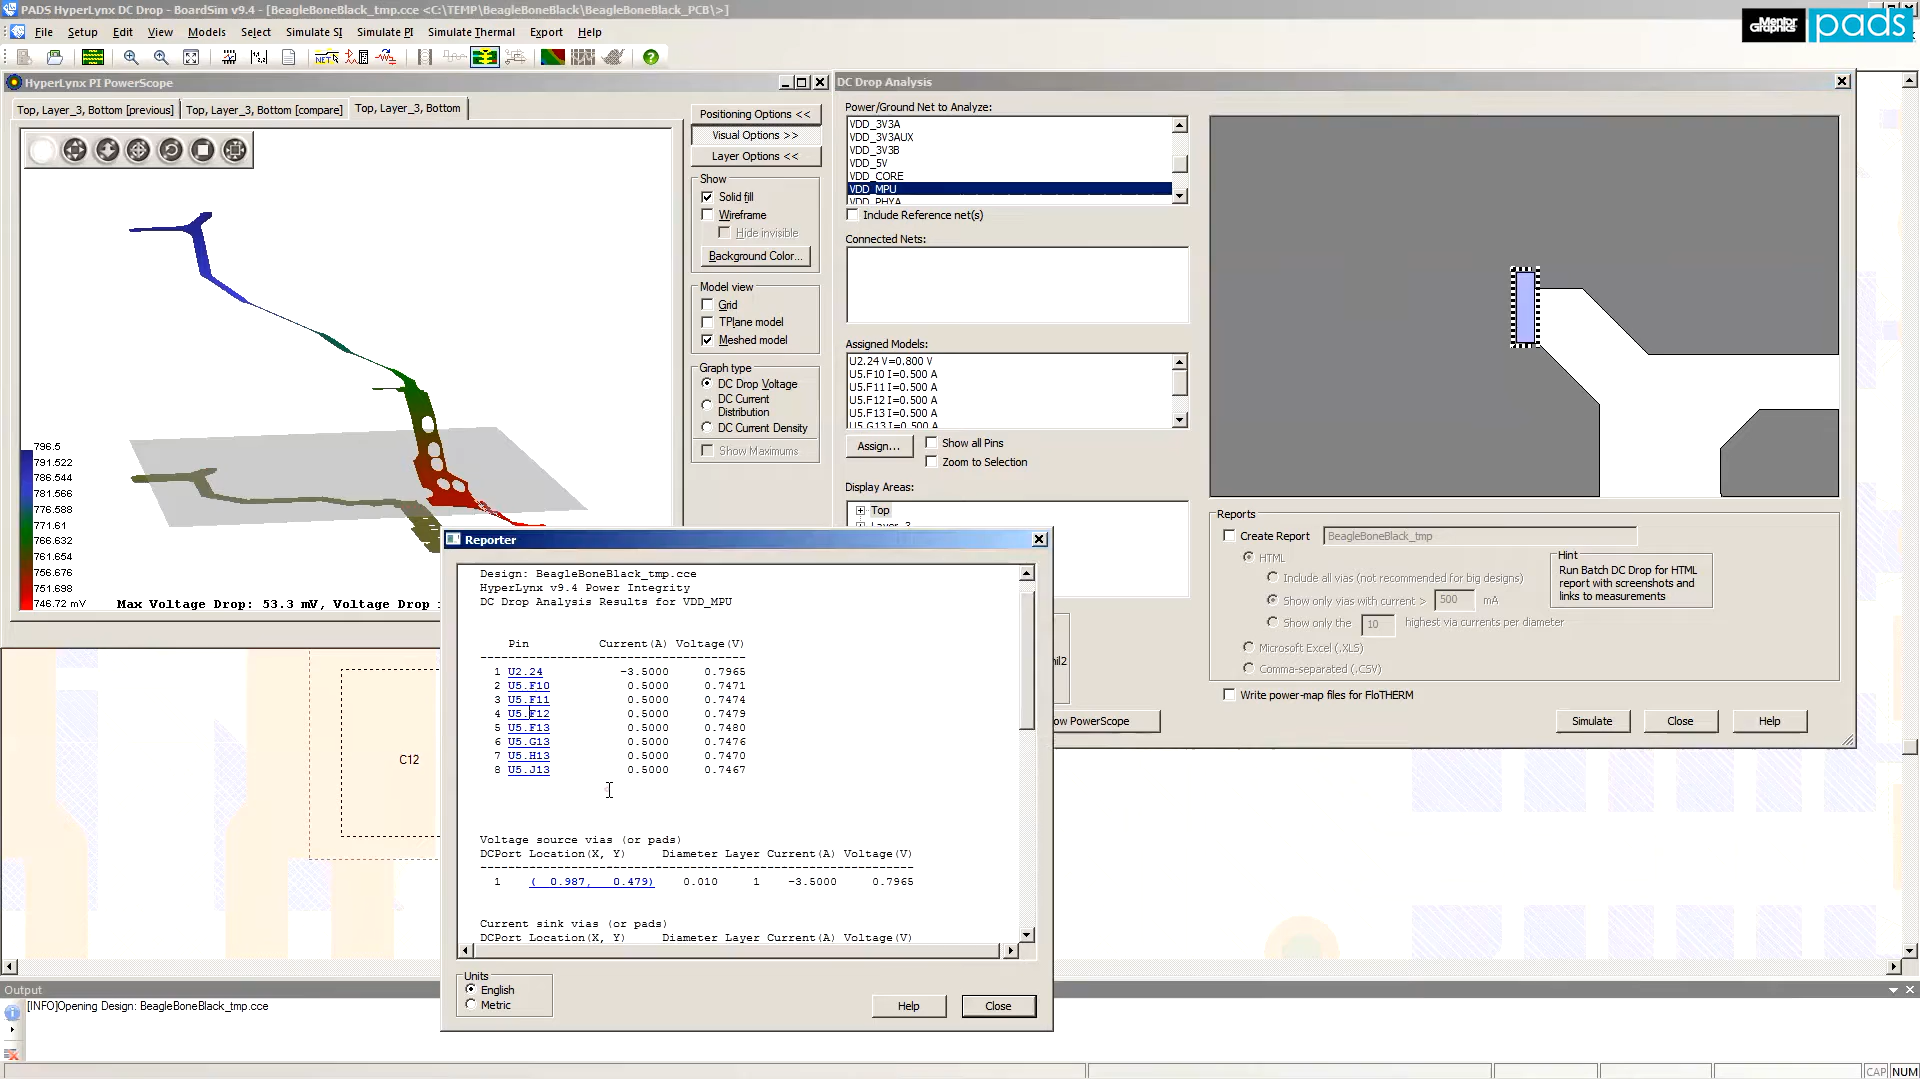 PADS HyperLynx DC Drop - BoardSim v9.4 - [BeagleBoneBlack_tmp.cce <C:\TEMP\BeagleBoneBlack\BeagleBoneBlack_PCB\>]
File Setup Edit View Models Select Simulate SI Simulate PI Simulate Thermal Export Help
Mentor Graphics pads
HyperLynx PI PowerScope
Top, Layer_3, Bottom [previous] Top, Layer_3, Bottom [compare] Top, Layer_3, Bottom
Positioning Options <<
Visual Options >>
Layer Options <<
Show
Solid fill
Wireframe
Hide invisible
Background Color...
Model view
Grid
TPlane model
Meshed model
Graph type
DC Drop Voltage
DC Current
Distribution
DC Current Density
Show Maximums
796.5
791.522
786.544
781.566
776.588
771.61
766.632
761.654
756.676
751.698
746.72 mV
Max Voltage Drop: 53.3 mV, Voltage Drop
DC Drop Analysis
Power/Ground Net to Analyze:
VDD_3V3A
VDD_3V3AUX
VDD_3V3B
VDD_5V
VDD_CORE
VDD_MPU
VDD_PHYA
Include Reference net(s)
Connected Nets:
Assigned Models:
U2.24 V=0.800 V
U5.F10 I=0.500 A
U5.F11 I=0.500 A
U5.F12 I=0.500 A
U5.F13 I=0.500 A
U5.G13 I=0.500 A
Assign...
Show all Pins
Zoom to Selection
Display Areas:
Top
Layer_3
Reports
Create Report BeagleBoneBlack_tmp
HTML
Include all vias (not recommended for big designs)
Show only vias with current > 500 mA
Show only the 10 highest via currents per diameter
Microsoft Excel (.XLS)
Comma-separated (.CSV)
Hint
Run Batch DC Drop for HTML
report with screenshots and
links to measurements
Write power-map files for FloTHERM
ow PowerScope
Simulate Close Help
Reporter
Design: BeagleBoneBlack_tmp.cce
HyperLynx v9.4 Power Integrity
DC Drop Analysis Results for VDD_MPU
Pin Current(A) Voltage(V)
1 U2.24 -3.5000 0.7965
2 U5.F10 0.5000 0.7471
3 U5.F11 0.5000 0.7474
4 U5.F12 0.5000 0.7479
5 U5.F13 0.5000 0.7480
6 U5.G13 0.5000 0.7476
7 U5.H13 0.5000 0.7470
8 U5.J13 0.5000 0.7467
Voltage source vias (or pads)
DCPort Location(X, Y) Diameter Layer Current(A) Voltage(V)
1 ( 0.987, 0.479) 0.010 1 -3.5000 0.7965
Current sink vias (or pads)
DCPort Location(X, Y) Diameter Layer Current(A) Voltage(V)
Units
English
Metric
Help Close
C12
Output
[INFO]Opening Design: BeagleBoneBlack_tmp.cce
CAP NUM